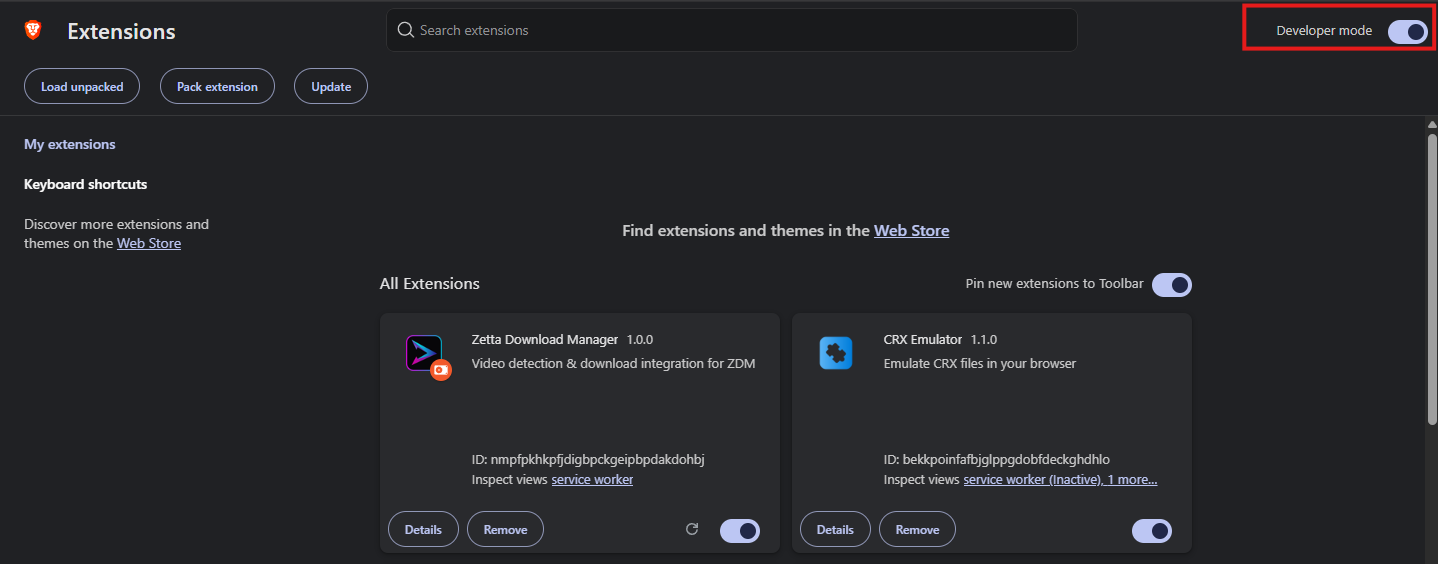 Extensions
Search extensions
Developer mode
Load unpacked
Pack extension
Update
My extensions
Keyboard shortcuts
Discover more extensions and
themes on the Web Store
Find extensions and themes in the Web Store
All Extensions
Pin new extensions to Toolbar
Zetta Download Manager 1.0.0
Video detection & download integration for ZDM
ID: nmpfpkhkpfjdigbpckgeipbpdakdohbj
Inspect views service worker
Details
Remove
CRX Emulator 1.1.0
Emulate CRX files in your browser
ID: bekkpoinfafbjglppgdobfdeckghdhlo
Inspect views service worker (Inactive), 1 more...
Details
Remove